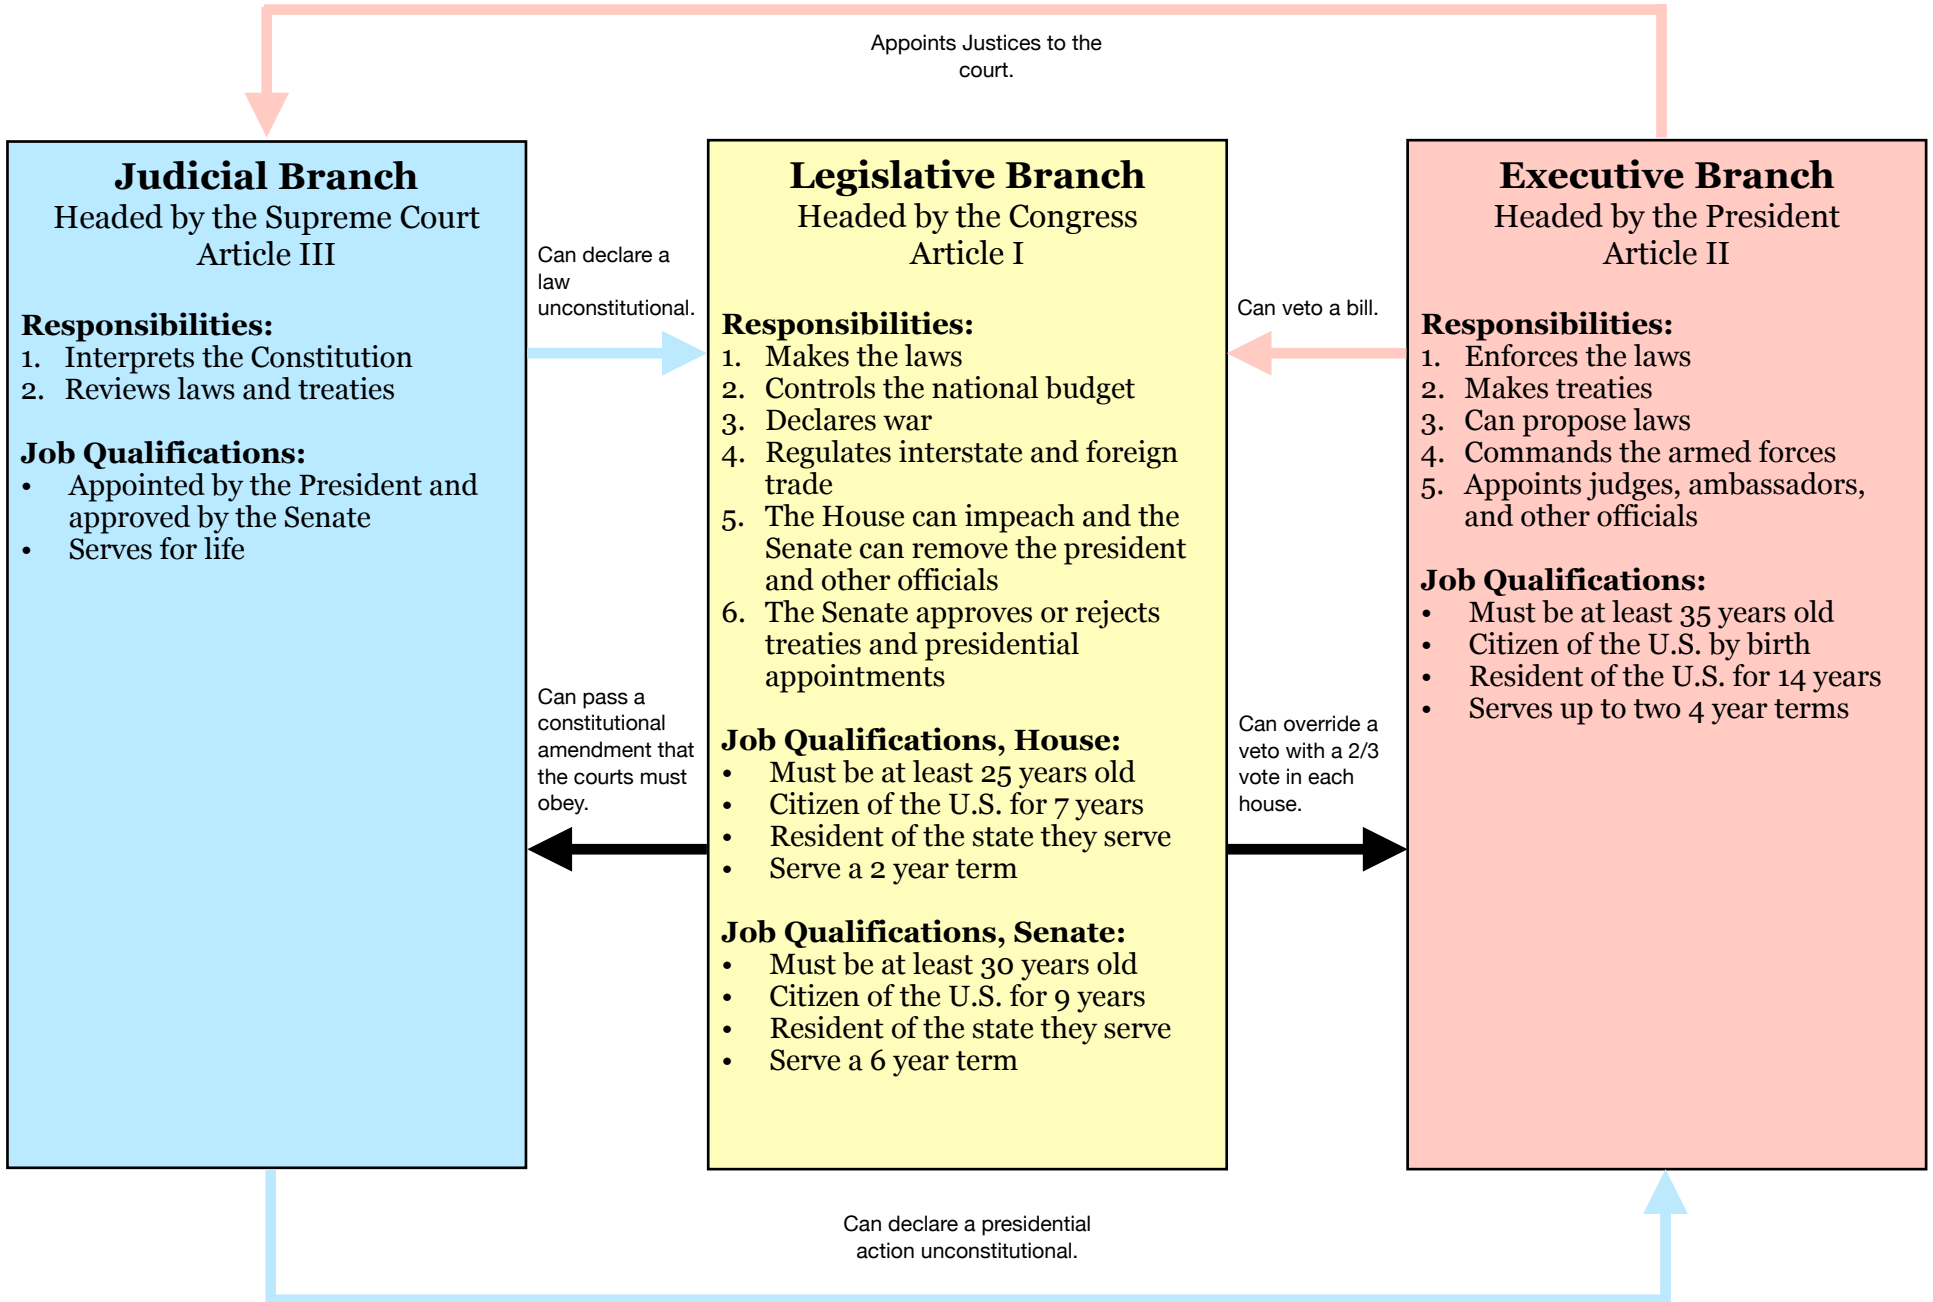 Appoints Justices to the
court.
Judicial Branch
Headed by the Supreme Court
Article III
Responsibilities:
1. Interprets the Constitution
2. Reviews laws and treaties
Job Qualifications:
• Appointed by the President and
approved by the Senate
• Serves for life
Can declare a
law
unconstitutional.
Can pass a
constitutional
amendment that
the courts must
obey.
Legislative Branch
Headed by the Congress
Article I
Responsibilities:
1. Makes the laws
2. Controls the national budget
3. Declares war
4. Regulates interstate and foreign
trade
5. The House can impeach and the
Senate can remove the president
and other officials
6. The Senate approves or rejects
treaties and presidential
appointments
Job Qualifications, House:
• Must be at least 25 years old
• Citizen of the U.S. for 7 years
• Resident of the state they serve
• Serve a 2 year term
Job Qualifications, Senate:
• Must be at least 30 years old
• Citizen of the U.S. for 9 years
• Resident of the state they serve
• Serve a 6 year term
Can veto a bill.
Can override a
veto with a 2/3
vote in each
house.
Executive Branch
Headed by the President
Article II
Responsibilities:
1. Enforces the laws
2. Makes treaties
3. Can propose laws
4. Commands the armed forces
5. Appoints judges, ambassadors,
and other officials
Job Qualifications:
• Must be at least 35 years old
• Citizen of the U.S. by birth
• Resident of the U.S. for 14 years
• Serves up to two 4 year terms
Can declare a presidential
action unconstitutional.